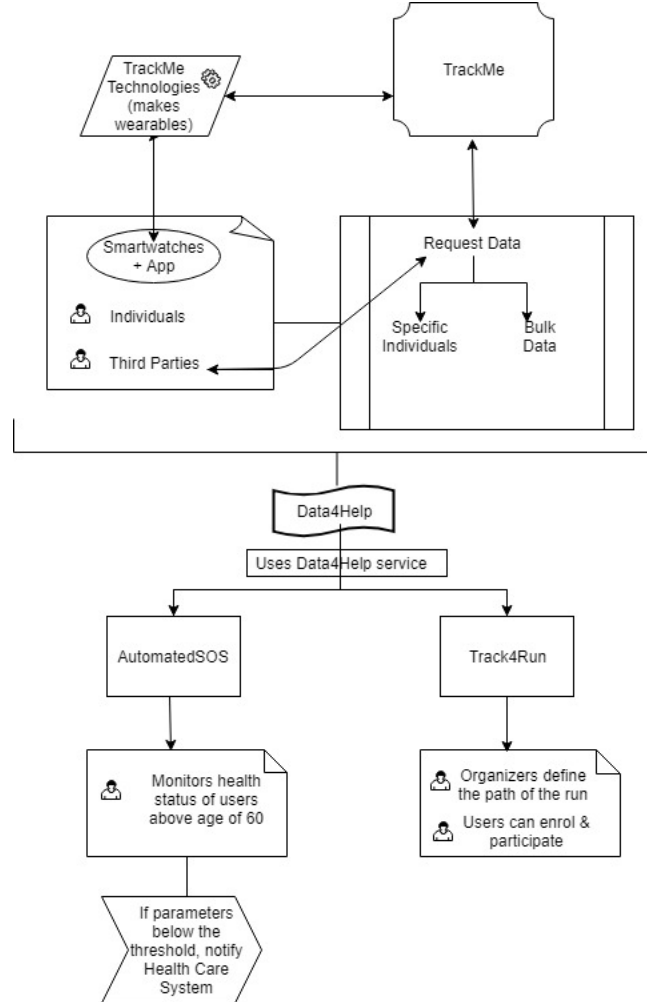 TrackMe
Technologies
(makes
wearables)
TrackMe
Smartwatches
+ App
Individuals
Third Parties
Request Data
Specific
Individuals
Bulk
Data
Data4Help
Uses Data4Help service
AutomatedSOS
Track4Run
Monitors health
status of users
above age of 60
Organizers define
the path of the run
Users can enrol &
participate
If parameters
below the
threshold, notify
Health Care
System